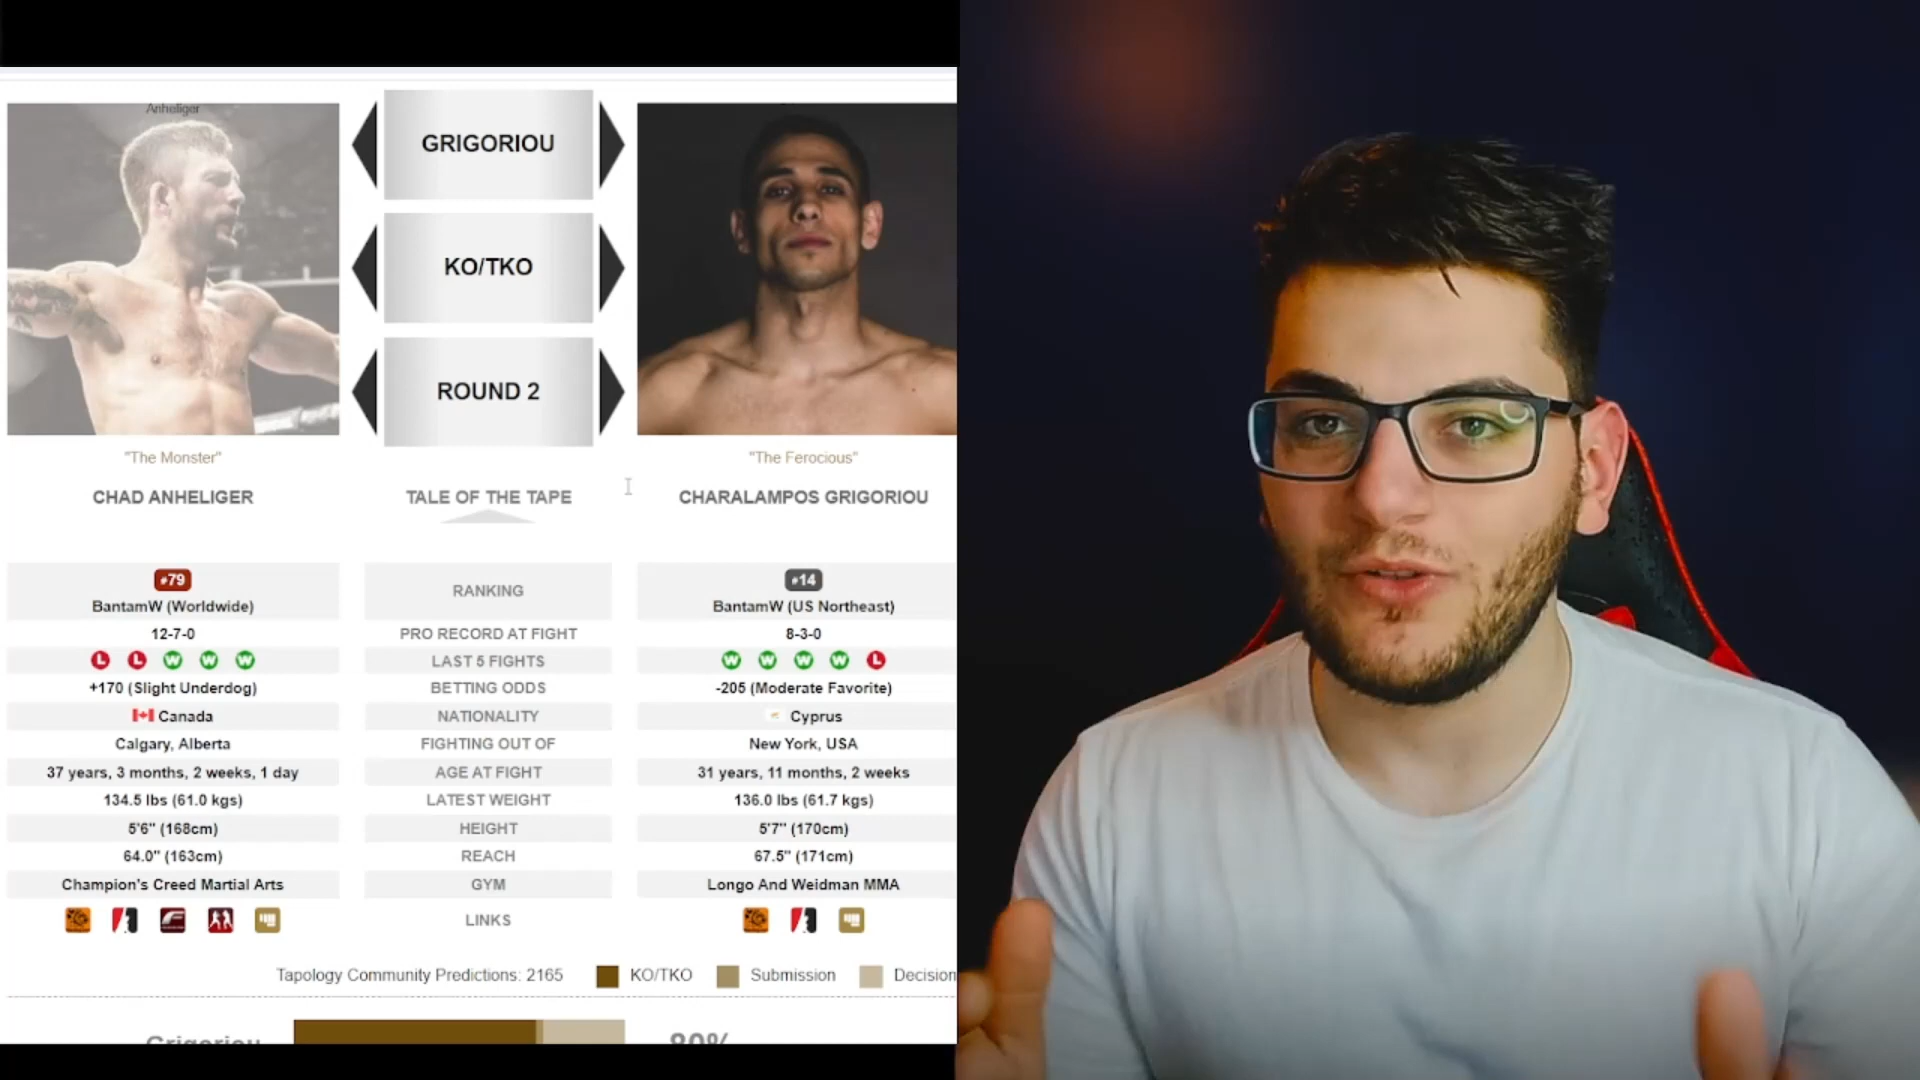 Anheliger
GRIGORIOU
KO/TKO
ROUND 2
"The Monster"
"The Ferocious"
CHAD ANHELIGER
TALE OF THE TAPE
CHARALAMPOS GRIGORIOU
#79
RANKING
#14
BantamW (Worldwide)
BantamW (US Northeast)
12-7-0
PRO RECORD AT FIGHT
8-3-0
L L W W W
LAST 5 FIGHTS
W W W W L
+170 (Slight Underdog)
BETTING ODDS
-205 (Moderate Favorite)
Canada
NATIONALITY
Cyprus
Calgary, Alberta
FIGHTING OUT OF
New York, USA
37 years, 3 months, 2 weeks, 1 day
AGE AT FIGHT
31 years, 11 months, 2 weeks
134.5 lbs (61.0 kgs)
LATEST WEIGHT
136.0 lbs (61.7 kgs)
5'6" (168cm)
HEIGHT
5'7" (170cm)
64.0" (163cm)
REACH
67.5" (171cm)
Champion's Creed Martial Arts
GYM
Longo And Weidman MMA
LINKS
Tapology Community Predictions: 2165
KO/TKO
Submission
Decision
Grigoriou
80%